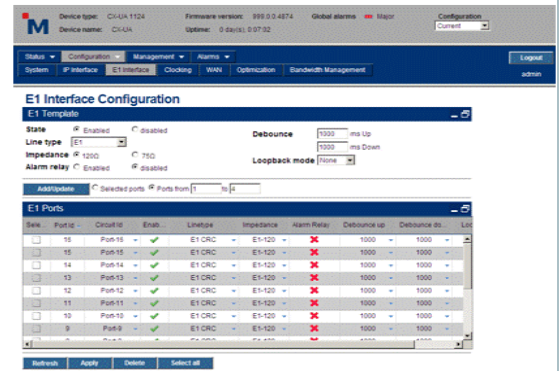 Device type: CX-UA 1124 Firmware version: 999.0.0.4874 Global alarms Major Configuration
Device name: CX-UA Uptime: 0 day(s), 0:07:02 Current
M
Status Configuration Management Alarms Logout
System IP Interface E1 Interface Clocking WAN Optimization Bandwidth Management admin
E1 Interface Configuration
E1 Template
State Enabled disabled Debounce 1000 ms Up
Line type E1 1000 ms Down
Impedance 120Ω 75Ω Loopback mode None
Alarm relay Enabled disabled
Add/Update Selected ports Ports from 1 to 4
E1 Ports
Sele... Port Id Circuit Id Enab... Linetype Impedance Alarm Relay Debounce up Debounce do... Loc
16 Port-16 E1 CRC E1-120 1000 1000
15 Port-15 E1 CRC E1-120 1000 1000
14 Port-14 E1 CRC E1-120 1000 1000
13 Port-13 E1 CRC E1-120 1000 1000
12 Port-12 E1 CRC E1-120 1000 1000
11 Port-11 E1 CRC E1-120 1000 1000
10 Port-10 E1 CRC E1-120 1000 1000
9 Port-9 E1 CRC E1-120 1000 1000
Refresh Apply Delete Select all